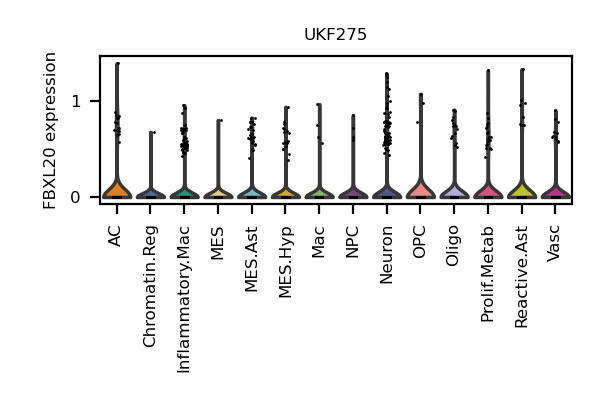 UKF275
FBXL20 expression
1
0
AC
Chromatin.Reg
Inflammatory.Mac
MES
MES.Ast
MES.Hyp
Mac
NPC
Neuron
OPC
Oligo
Prolif.Metab
Reactive.Ast
Vasc